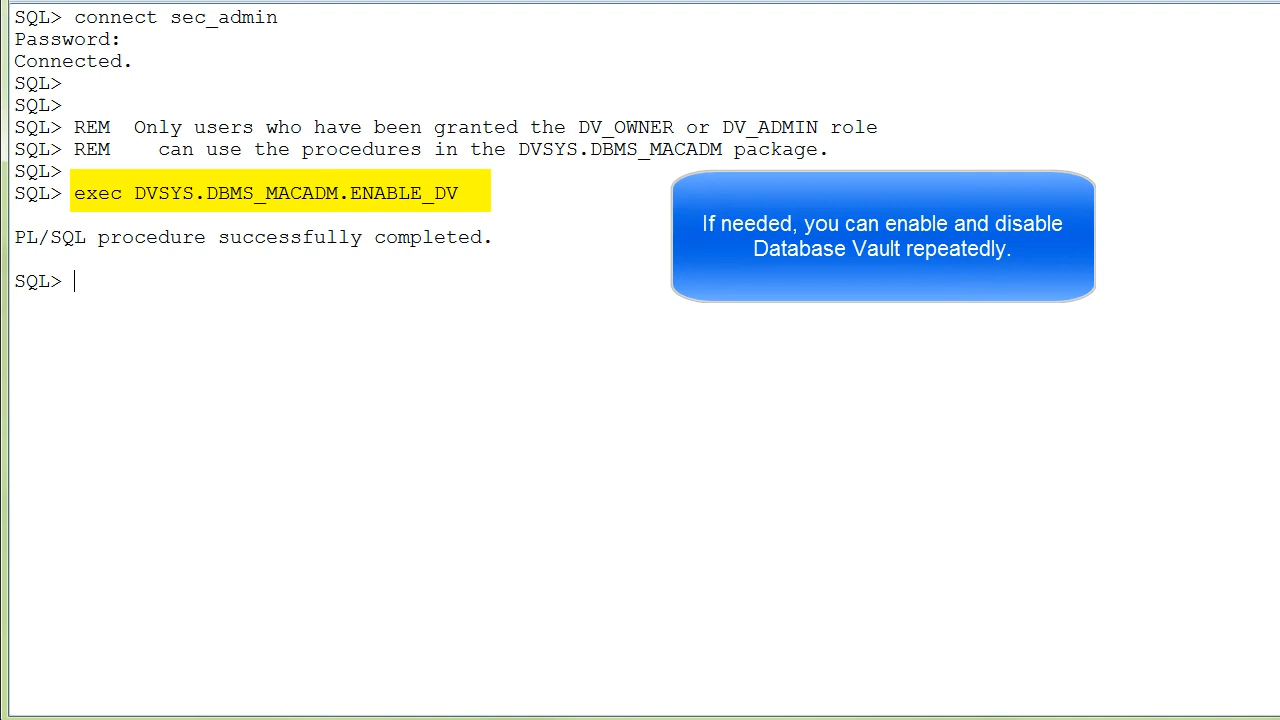 SQL> connect sec_admin
Password:
Connected.
SQL>
SQL>
SQL> REM  Only users who have been granted the DV_OWNER or DV_ADMIN role
SQL> REM    can use the procedures in the DVSYS.DBMS_MACADM package.
SQL>
SQL> exec DVSYS.DBMS_MACADM.ENABLE_DV
If needed, you can enable and disable
Database Vault repeatedly.
PL/SQL procedure successfully completed.
SQL>